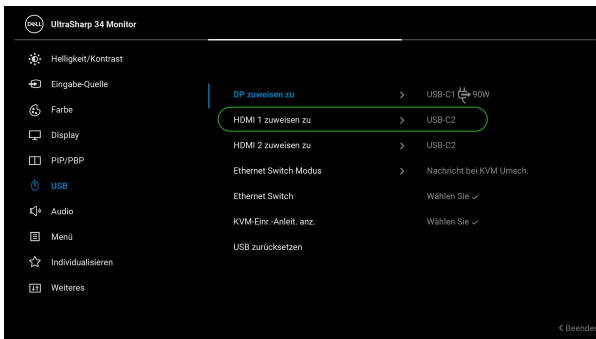 DELL UltraSharp 34 Monitor
Helligkeit/Kontrast
Eingabe-Quelle
Farbe
Display
PIP/PBP
USB
Audio
Menü
Individualisieren
Weiteres
DP zuweisen zu USB-C1 90W
HDMI 1 zuweisen zu USB-C2
HDMI 2 zuweisen zu USB-C2
Ethernet Switch Modus Nachricht bei KVM Umsch.
Ethernet Switch Wählen Sie
KVM-Einr.-Anleit. anz. Wählen Sie
USB zurücksetzen
Beenden